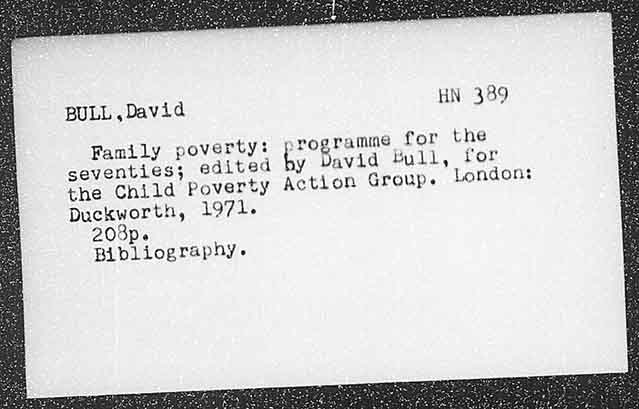 HN 389
BULL,David
Family poverty: programme for the
seventies; edited by David Bull, for
the Child Poverty Action Group. London:
Duckworth, 1971.
208p.
Bibliography.